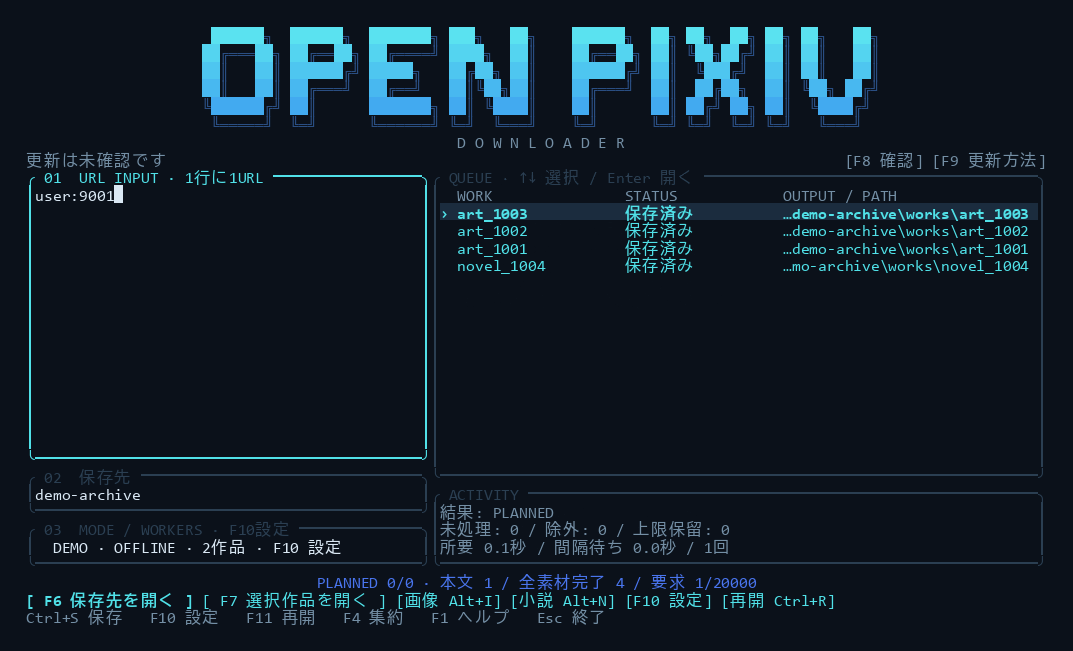 OPEN PIXIV
DOWNLOADER
更新は未確認です
[F8 確認] [F9 更新方法]
01 URL INPUT · 1行に1URL
user:9001
02 保存先
demo-archive
03 MODE / WORKERS · F10設定
DEMO · OFFLINE · 2作品 · F10 設定
QUEUE · ↑↓ 選択 / Enter 開く
WORK STATUS OUTPUT / PATH
› art_1003 保存済み …demo-archive\works\art_1003
art_1002 保存済み …demo-archive\works\art_1002
art_1001 保存済み …demo-archive\works\art_1001
novel_1004 保存済み …mo-archive\works\novel_1004
ACTIVITY
結果: PLANNED
未処理: 0 / 除外: 0 / 上限保留: 0
所要 0.1秒 / 間隔待ち 0.0秒 / 1回
PLANNED 0/0 · 本文 1 / 全素材完了 4 / 要求 1/20000
[ F6 保存先を開く ] [ F7 選択作品を開く ] [画像 Alt+I] [小説 Alt+N] [F10 設定] [再開 Ctrl+R]
Ctrl+S 保存 F10 設定 F11 再開 F4 集約 F1 ヘルプ Esc 終了